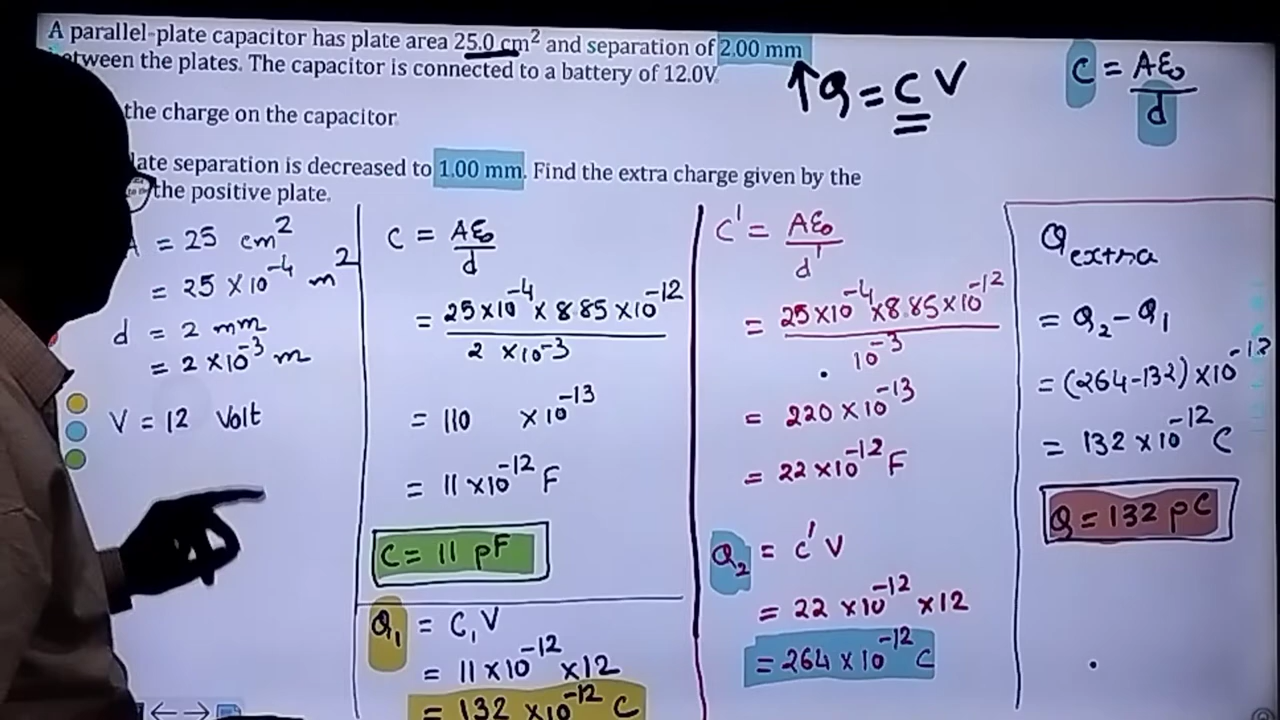 A parallel-plate capacitor has plate area 25.0 cm² and separation of 2.00 mm
between the plates. The capacitor is connected to a battery of 12.0V
the charge on the capacitor
late separation is decreased to 1.00 mm. Find the extra charge given by the
the positive plate.
↑Q = C V
C = Aε₀/d
A = 25 cm²
= 25 × 10⁻⁴ m²
d = 2 mm
= 2 × 10⁻³ m
V = 12 Volt
C = Aε₀/d
= 25×10⁻⁴ × 8.85 × 10⁻¹² / 2 × 10⁻³
= 110 × 10⁻¹³
= 11 × 10⁻¹² F
C = 11 pF
Q₁ = C₁V
= 11 × 10⁻¹² × 12
= 132 × 10⁻¹² C
C' = Aε₀/d'
= 25×10⁻⁴ × 8.85 × 10⁻¹² / 10⁻³
= 220 × 10⁻¹³
= 22 × 10⁻¹² F
Q₂ = C'V
= 22 × 10⁻¹² × 12
= 264 × 10⁻¹² C
Qextra
= Q₂ − Q₁
= (264−132) × 10⁻¹²
= 132 × 10⁻¹² C
Q = 132 pC